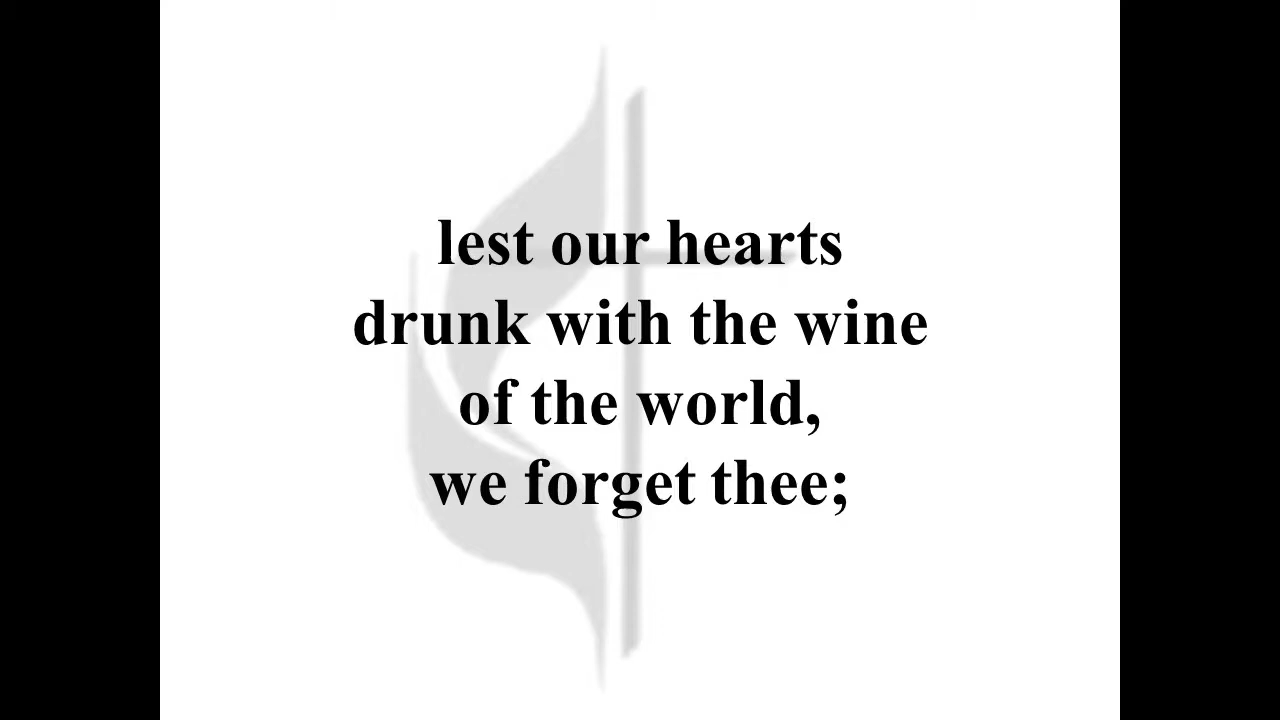 lest our hearts
drunk with the wine
of the world,
we forget thee;